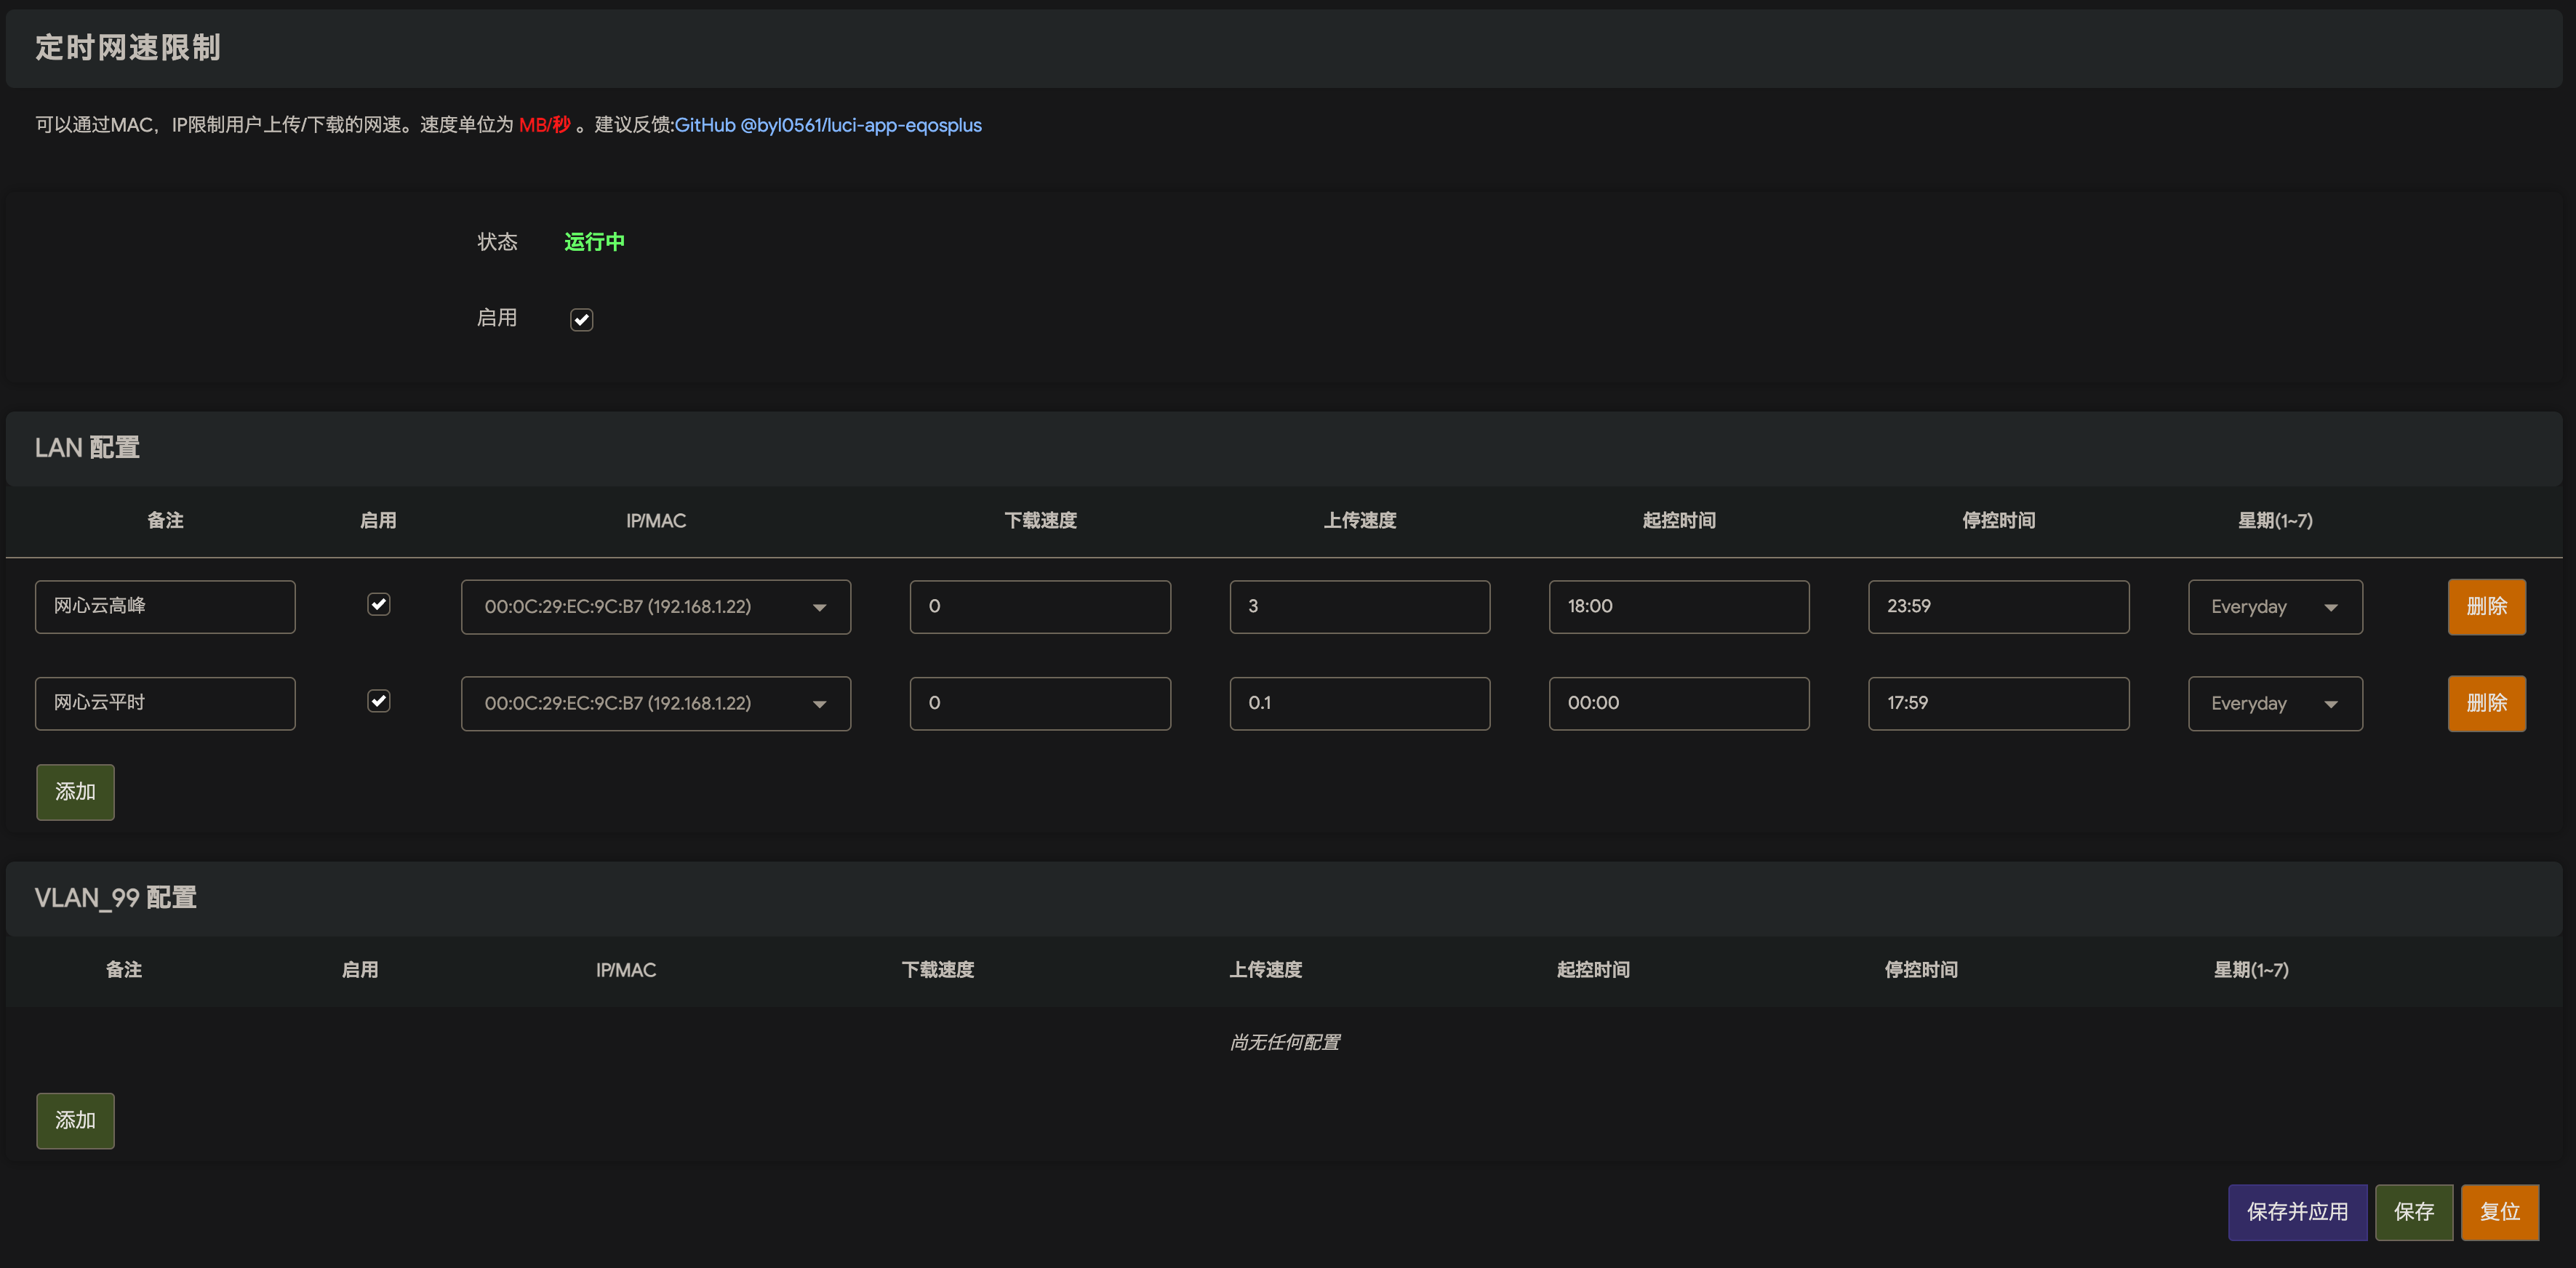 定时网速限制
可以通过MAC，IP限制用户上传/下载的网速。速度单位为 MB/秒 。建议反馈:GitHub @byl0561/luci-app-eqosplus
状态 运行中
启用
LAN 配置
备注 启用 IP/MAC 下载速度 上传速度 起控时间 停控时间 星期(1~7)
网心云高峰 00:0C:29:EC:9C:B7 (192.168.1.22) 0 3 18:00 23:59 Everyday 删除
网心云平时 00:0C:29:EC:9C:B7 (192.168.1.22) 0 0.1 00:00 17:59 Everyday 删除
添加
VLAN_99 配置
备注 启用 IP/MAC 下载速度 上传速度 起控时间 停控时间 星期(1~7)
尚无任何配置
添加
保存并应用 保存 复位